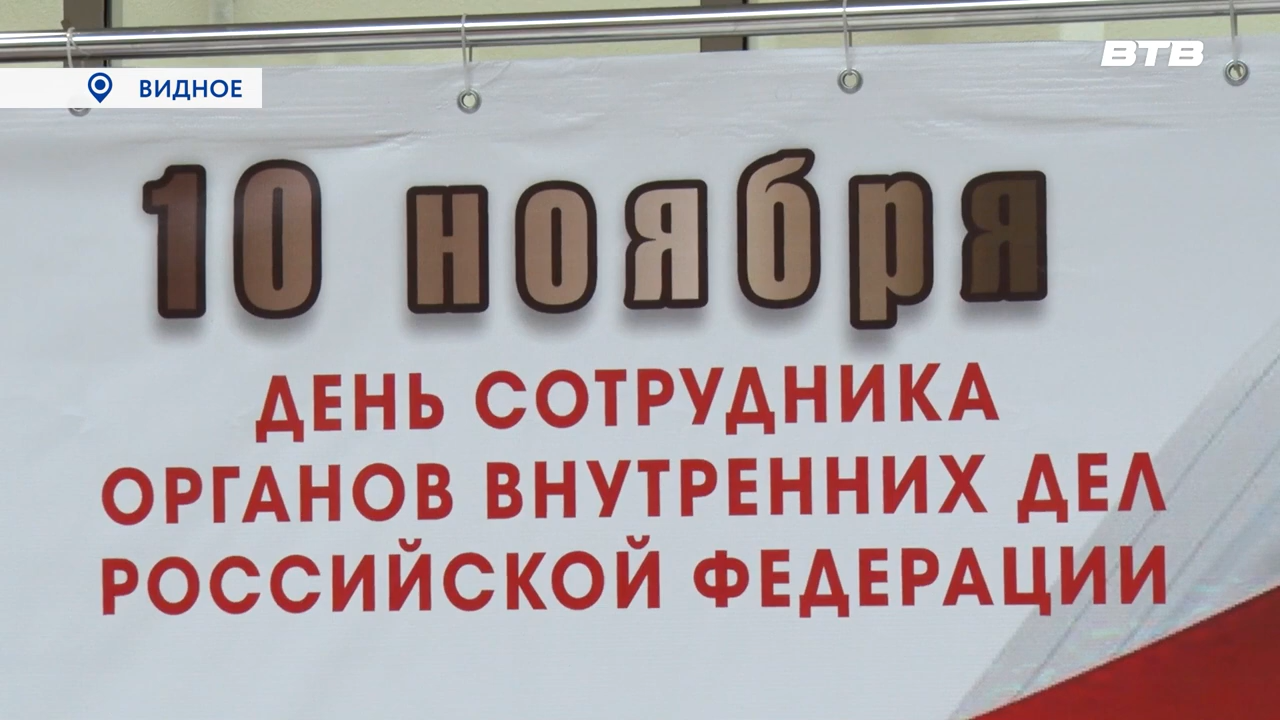 ВИДНОЕ
ВТВ
10 ноября
ДЕНЬ СОТРУДНИКА
ОРГАНОВ ВНУТРЕННИХ ДЕЛ
РОССИЙСКОЙ ФЕДЕРАЦИИ